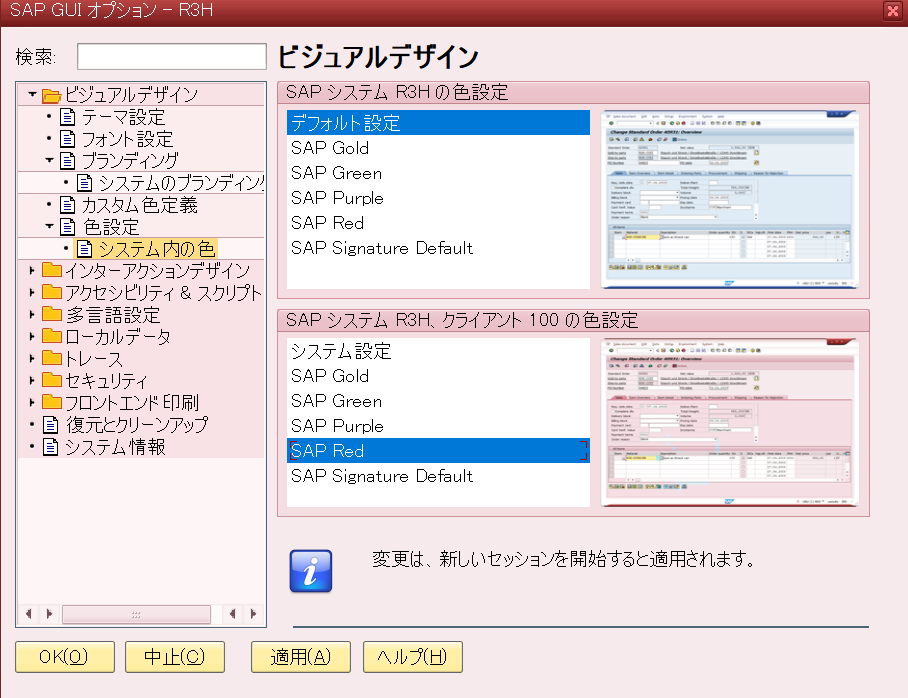 SAP GUI オプション - R3H
検索:
ビジュアルデザイン
テーマ設定
フォント設定
ブランディング
システムのブランディング
カスタム色定義
色設定
システム内の色
インターアクションデザイン
アクセシビリティ & スクリプト
多言語設定
ローカルデータ
トレース
セキュリティ
フロントエンド印刷
復元とクリーンアップ
システム情報
ビジュアルデザイン
SAP システム R3H の色設定
デフォルト設定
SAP Gold
SAP Green
SAP Purple
SAP Red
SAP Signature Default
Change Standard Order 40931: Overview
SAP システム R3H、クライアント 100 の色設定
システム設定
SAP Gold
SAP Green
SAP Purple
SAP Red
SAP Signature Default
Change Standard Order 40931: Overview
変更は、新しいセッションを開始すると適用されます。
OK(O) 中止(C) 適用(A) ヘルプ(H)